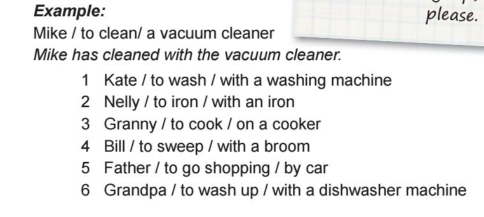 please.
Example:
Mike / to clean/ a vacuum cleaner
Mike has cleaned with the vacuum cleaner.
1 Kate / to wash / with a washing machine
2 Nelly / to iron / with an iron
3 Granny / to cook / on a cooker
4 Bill / to sweep / with a broom
5 Father / to go shopping / by car
6 Grandpa / to wash up / with a dishwasher machine